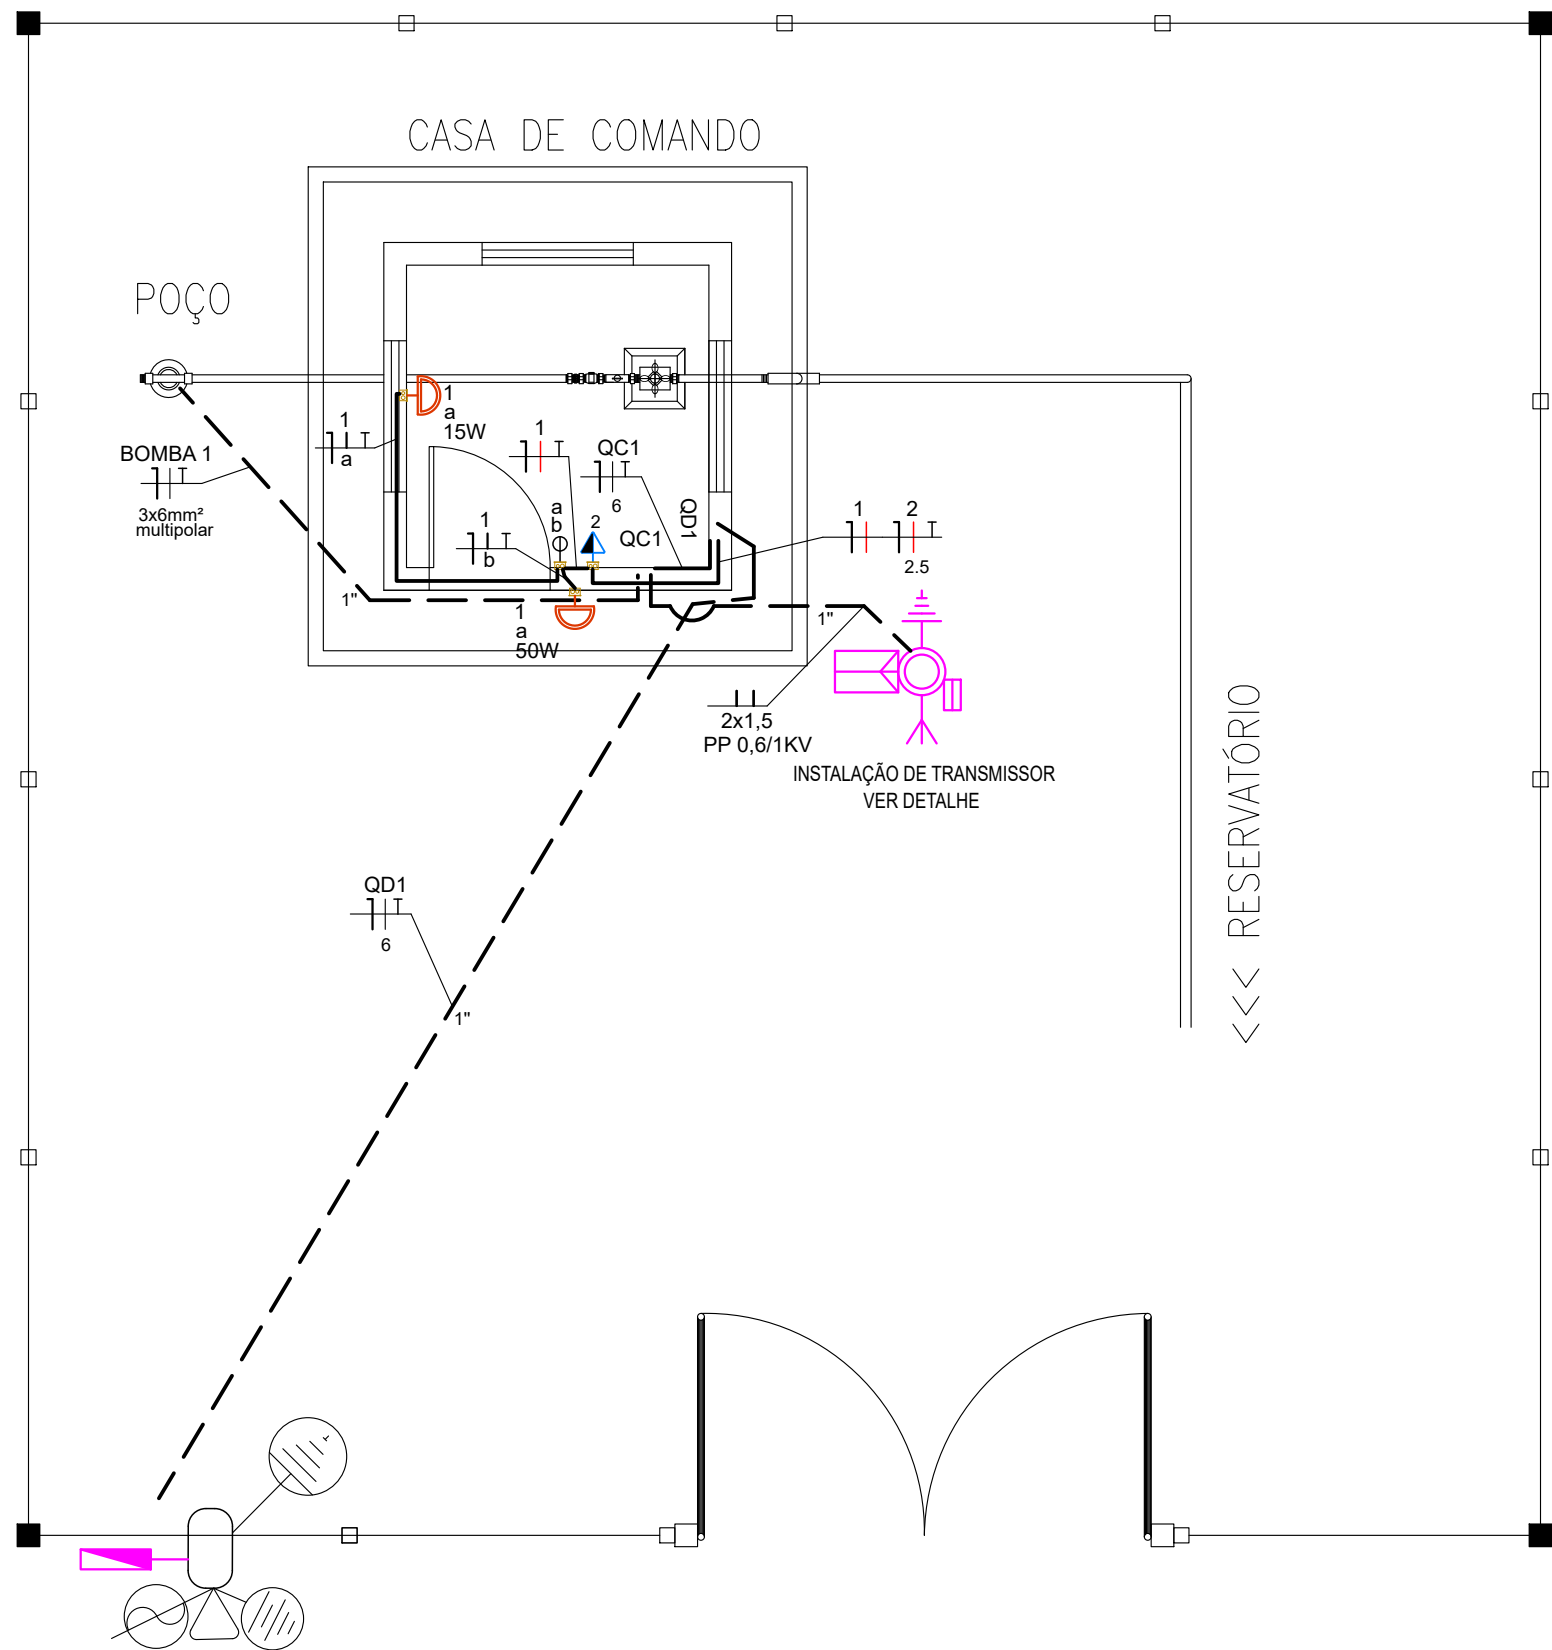 CASA DE COMANDO
POÇO
1
a
15W
1
a
BOMBA 1
3x6mm²
multipolar
1
QC1
6
QD1
a
b
2
QC1
1
b
1
2
2.5
1"
1
a
50W
1"
2x1,5
PP 0,6/1KV
INSTALAÇÃO DE TRANSMISSOR
VER DETALHE
<<< RESERVATÓRIO
QD1
6
1"